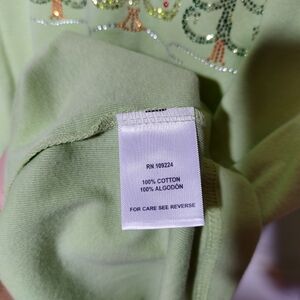 RN 109224
100% COTTON
100% ALGODÓN
FOR CARE SEE REVERSE